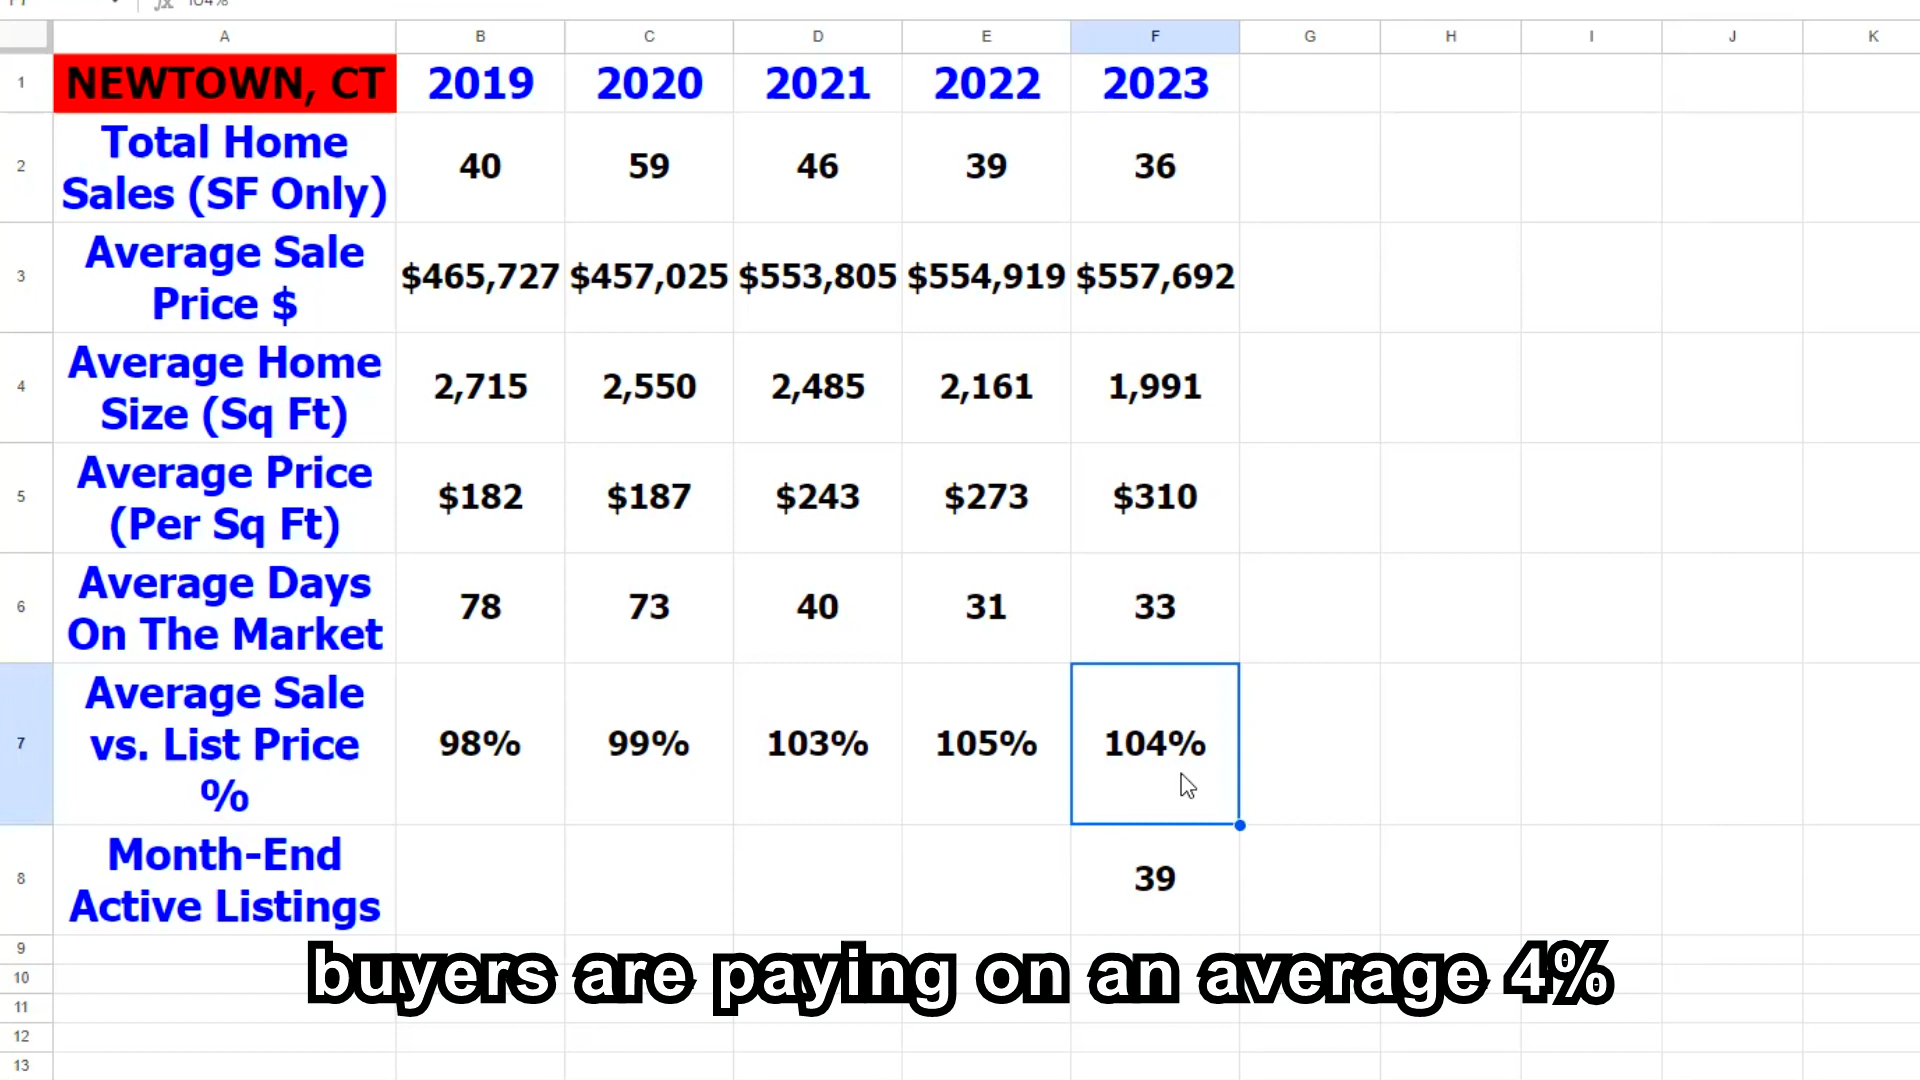 A B C D E F G H I J K
1 NEWTOWN, CT 2019 2020 2021 2022 2023
Total Home
2 40 59 46 39 36
Sales (SF Only)
Average Sale
3 $465,727 $457,025 $553,805 $554,919 $557,692
Price $
Average Home
4 2,715 2,550 2,485 2,161 1,991
Size (Sq Ft)
Average Price
5 $182 $187 $243 $273 $310
(Per Sq Ft)
Average Days
6 78 73 40 31 33
On The Market
Average Sale
7 vs. List Price 98% 99% 103% 105% 104%
%
Month-End
8 39
Active Listings
9
buyers are paying on an average 4%
10
11
12
13